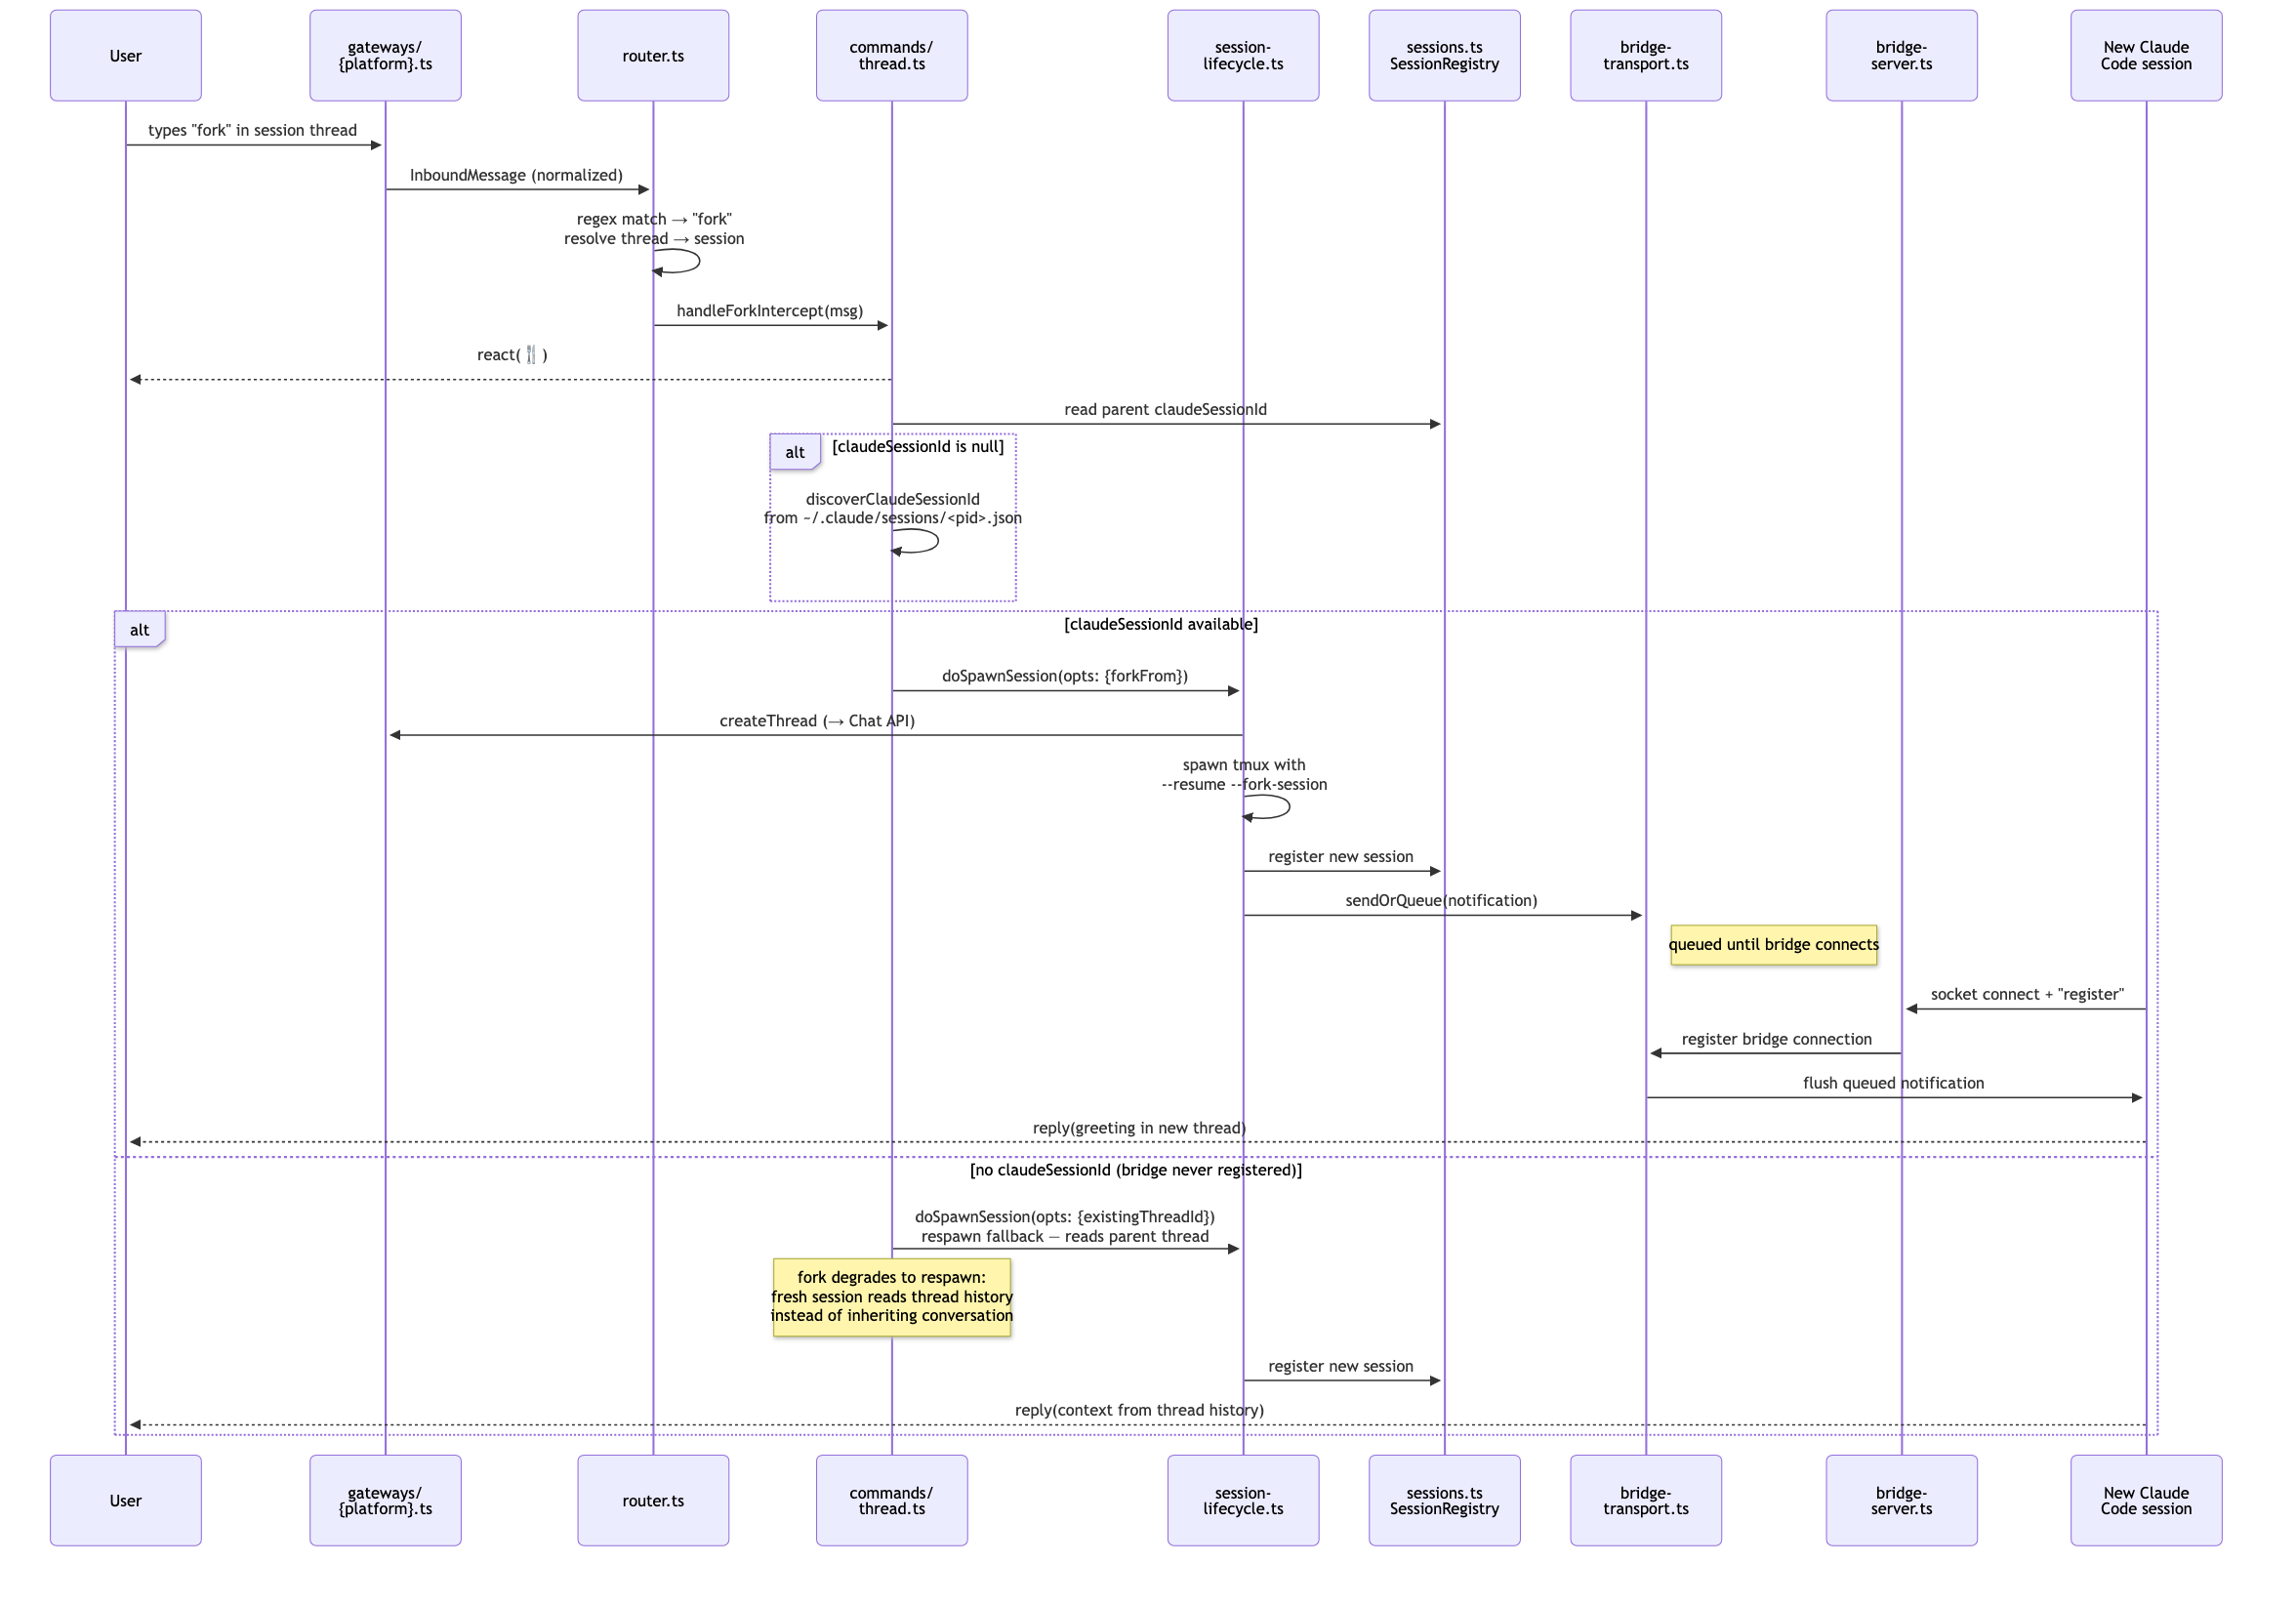 User
gateways/
{platform}.ts
router.ts
commands/
thread.ts
session-
lifecycle.ts
sessions.ts
SessionRegistry
bridge-
transport.ts
bridge-
server.ts
New Claude
Code session
types "fork" in session thread
InboundMessage (normalized)
regex match → "fork"
resolve thread → session
handleForkIntercept(msg)
react(🍴)
read parent claudeSessionId
alt
[claudeSessionId is null]
discoverClaudeSessionId
from ~/.claude/sessions/<pid>.json
alt
[claudeSessionId available]
doSpawnSession(opts: {forkFrom})
createThread (→ Chat API)
spawn tmux with
--resume --fork-session
register new session
sendOrQueue(notification)
queued until bridge connects
socket connect + "register"
register bridge connection
flush queued notification
reply(greeting in new thread)
[no claudeSessionId (bridge never registered)]
doSpawnSession(opts: {existingThreadId})
respawn fallback — reads parent thread
fork degrades to respawn:
fresh session reads thread history
instead of inheriting conversation
register new session
reply(context from thread history)
User
gateways/
{platform}.ts
router.ts
commands/
thread.ts
session-
lifecycle.ts
sessions.ts
SessionRegistry
bridge-
transport.ts
bridge-
server.ts
New Claude
Code session